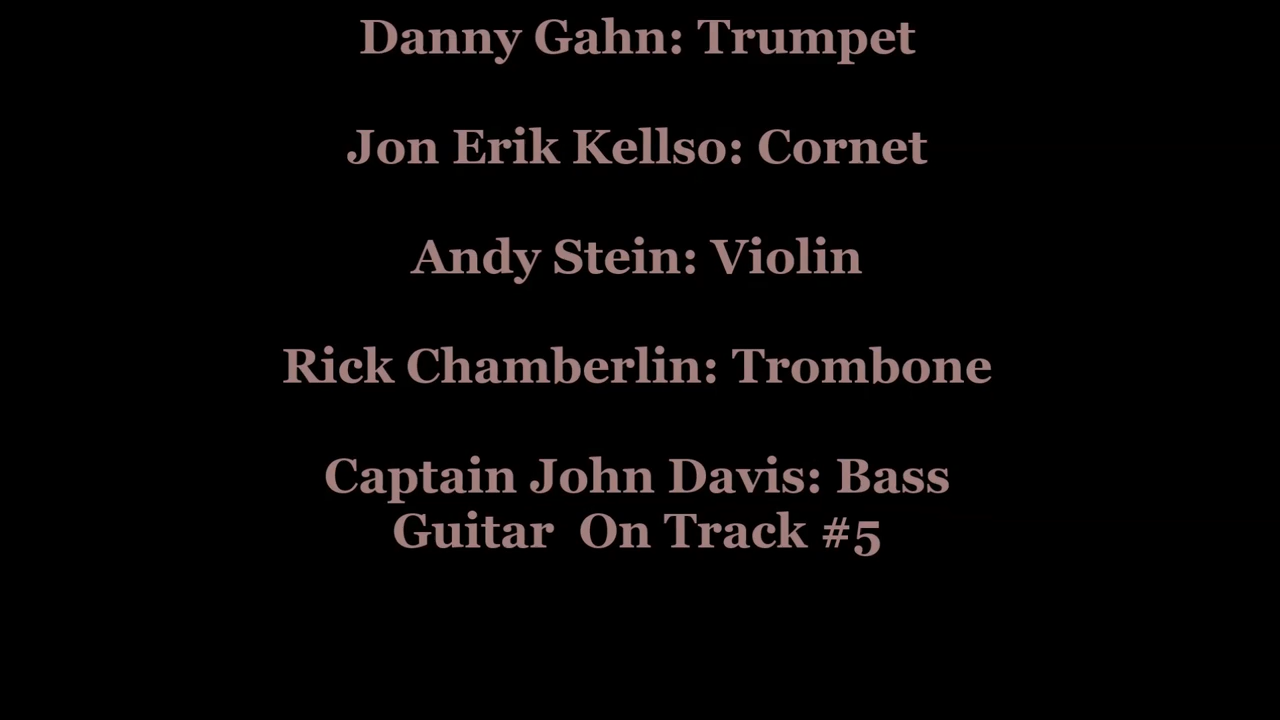 Danny Gahn: Trumpet
Jon Erik Kellso: Cornet
Andy Stein: Violin
Rick Chamberlin: Trombone
Captain John Davis: Bass
Guitar  On Track #5